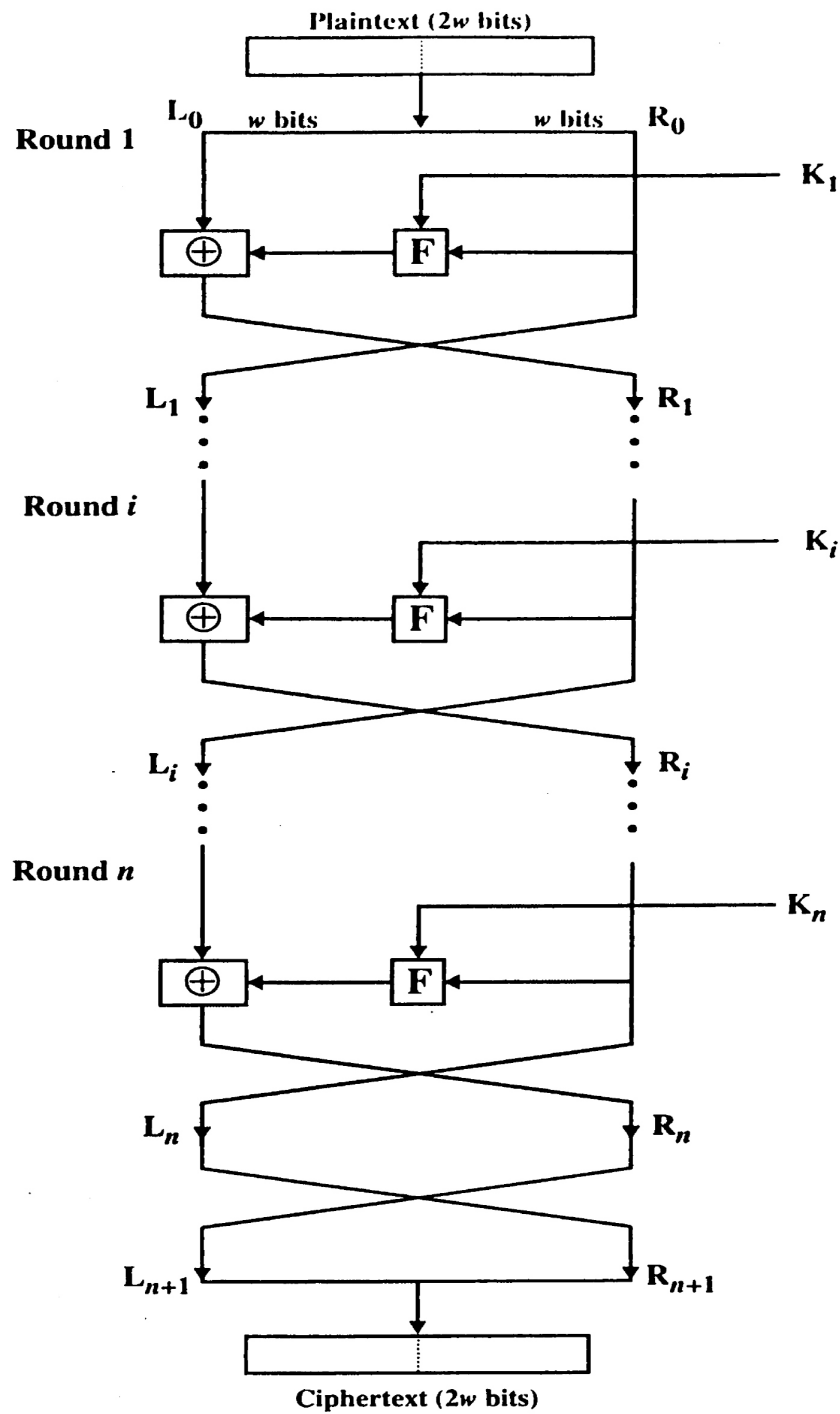 Plaintext (2w bits)
L₀ w bits w bits R₀
Round 1
K₁
⊕ F
L₁ R₁
Round i
Kᵢ
⊕ F
Lᵢ Rᵢ
Round n
Kₙ
⊕ F
Lₙ Rₙ
Lₙ₊₁ Rₙ₊₁
Ciphertext (2w bits)